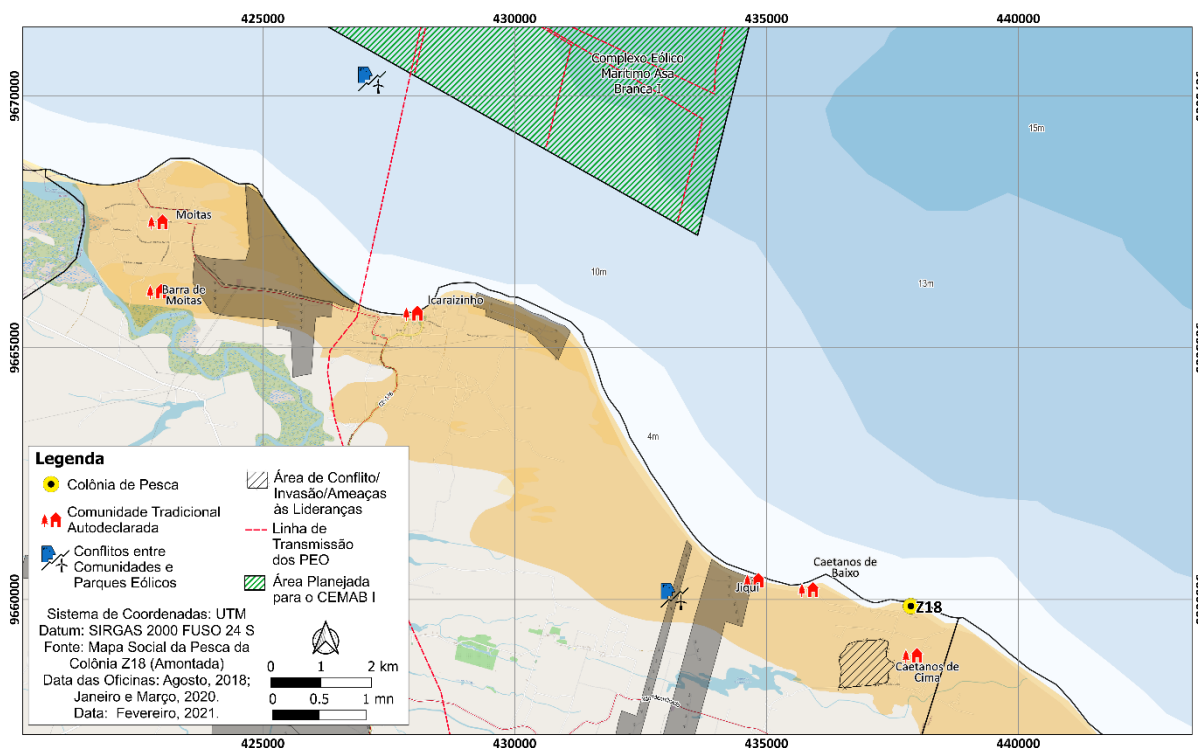 425000
430000
435000
440000
9670000
Complexo Eólico
Marítimo Asa
Branca I
15m
Moitas
10m
13m
Barra de
Moitas
Icaraizinho
9665000
4m
Legenda
Colônia de Pesca
Comunidade Tradicional
Autodeclarada
Conflitos entre
Comunidades e
Parques Eólicos
Área de Conflito/
Invasão/Ameaças
às Lideranças
Linha de
Transmissão
dos PEO
Área Planejada
para o CEMAB I
Sistema de Coordenadas: UTM
Datum: SIRGAS 2000 FUSO 24 S
Fonte: Mapa Social da Pesca da
Colônia Z18 (Amontada)
Data das Oficinas: Agosto, 2018;
Janeiro e Março, 2020.
Data: Fevereiro, 2021.
0 1 2 km
0 0.5 1 mn
Caetanos de
Baixo
Jiqui
9660000
Z18
Caetanos de
Cima
425000
430000
435000
440000